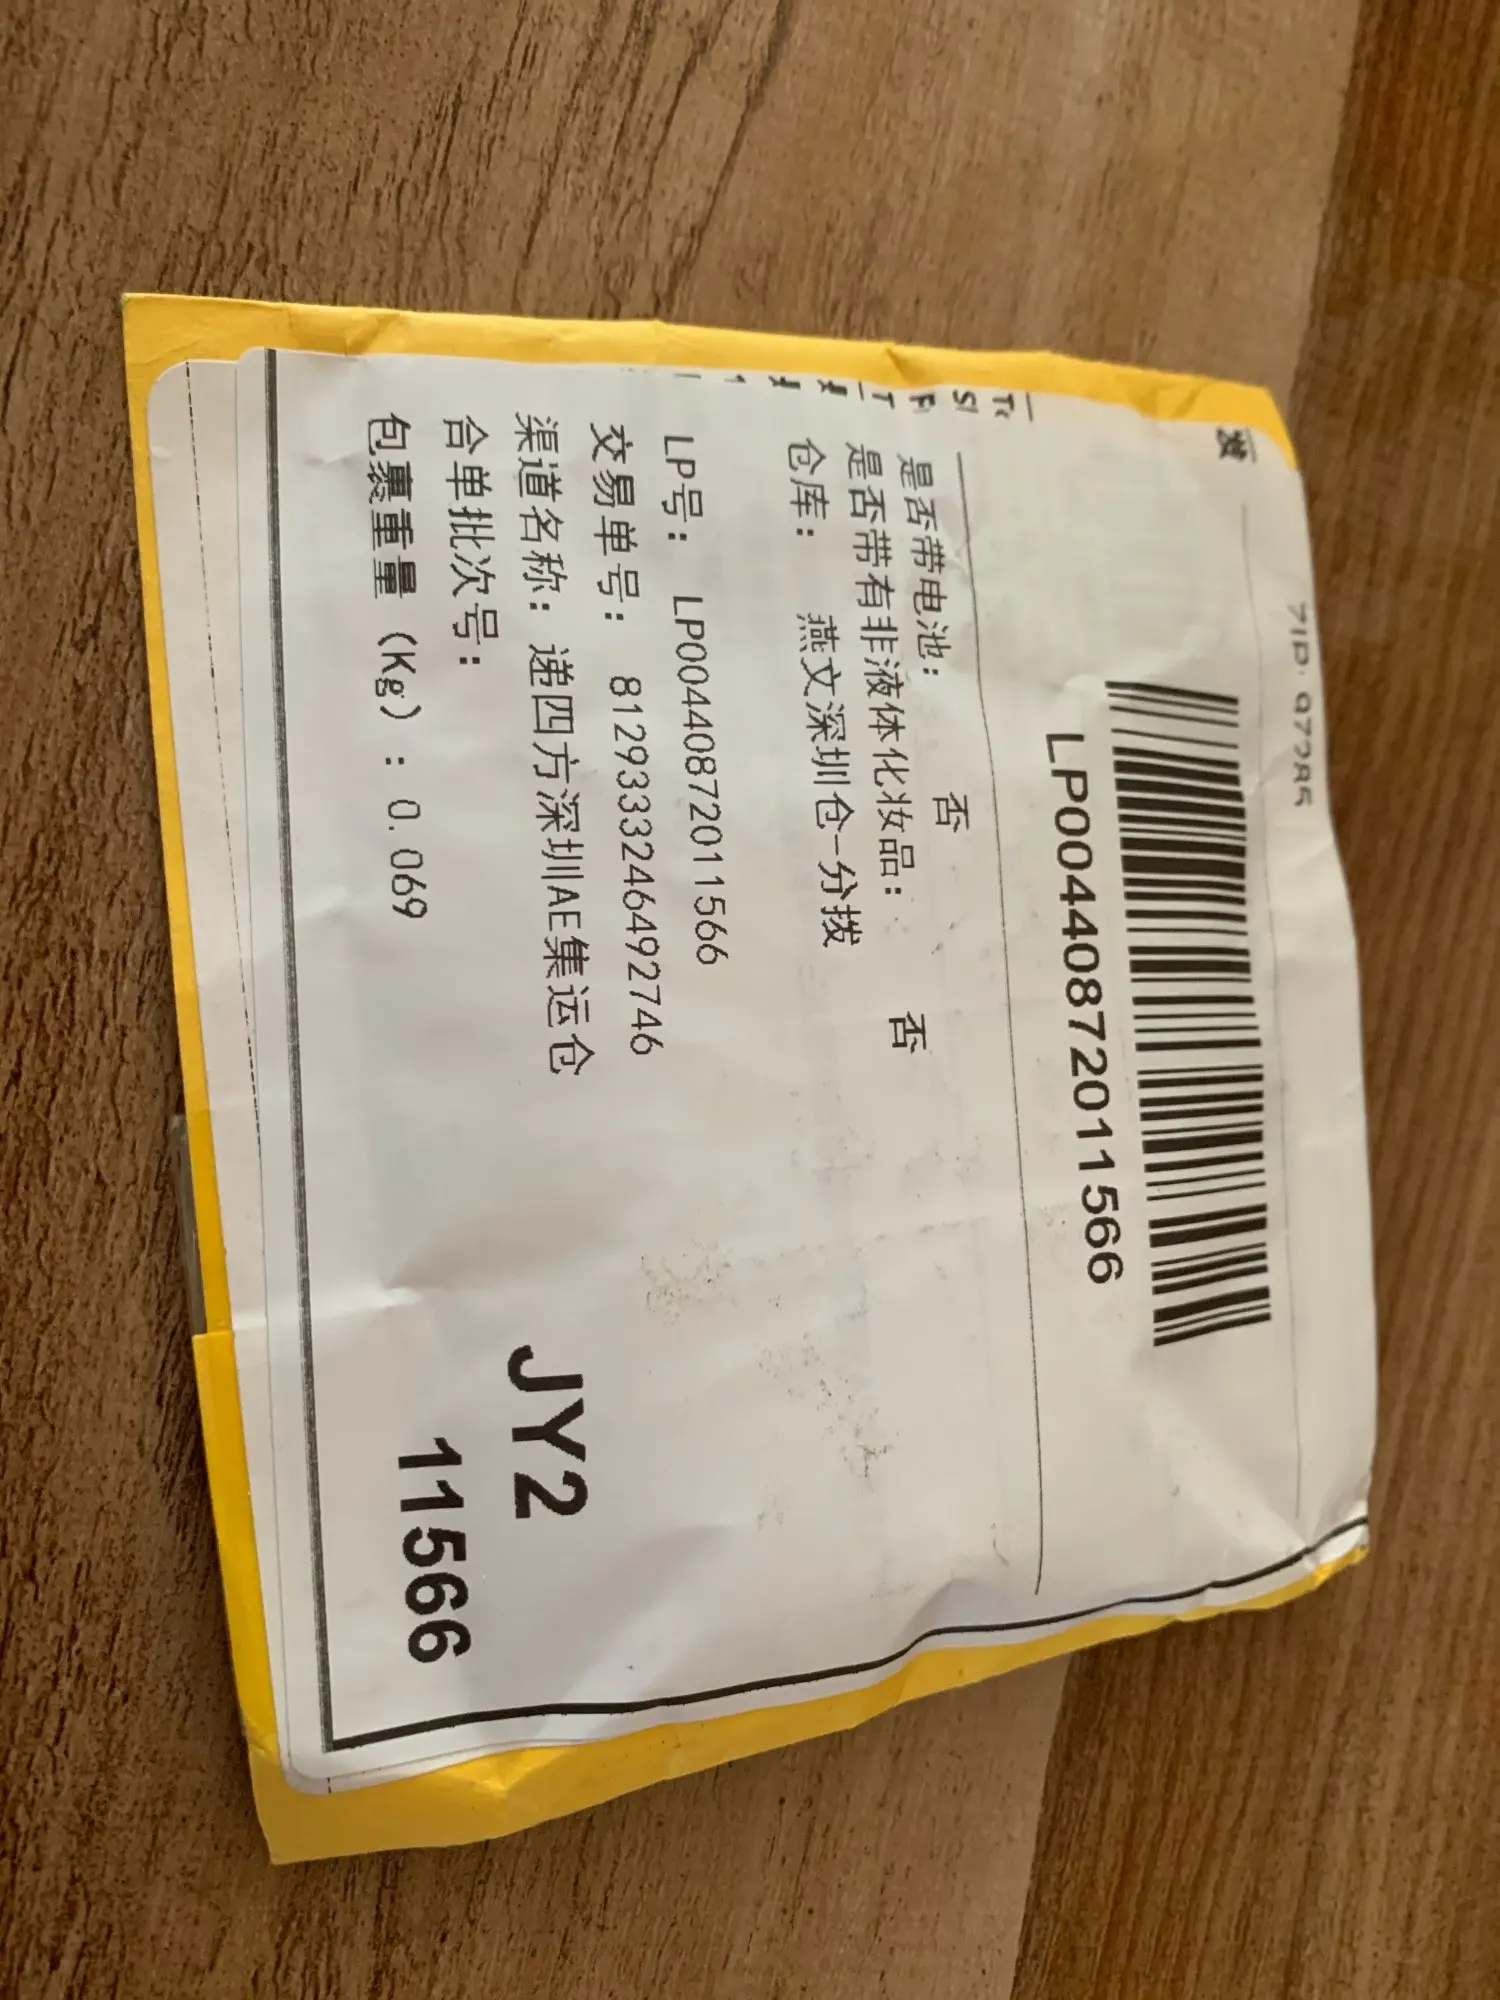 LP00440872011566
是否带电池： 否
是否带有非液体化妆品： 否
仓库： 燕文深圳仓-分拨
LP号： LP00440872011566
交易单号： 8129333246492746
渠道名称：递四方深圳AE集运仓
合单批次号：
包裹重量（Kg）：0.069
JY2
11566